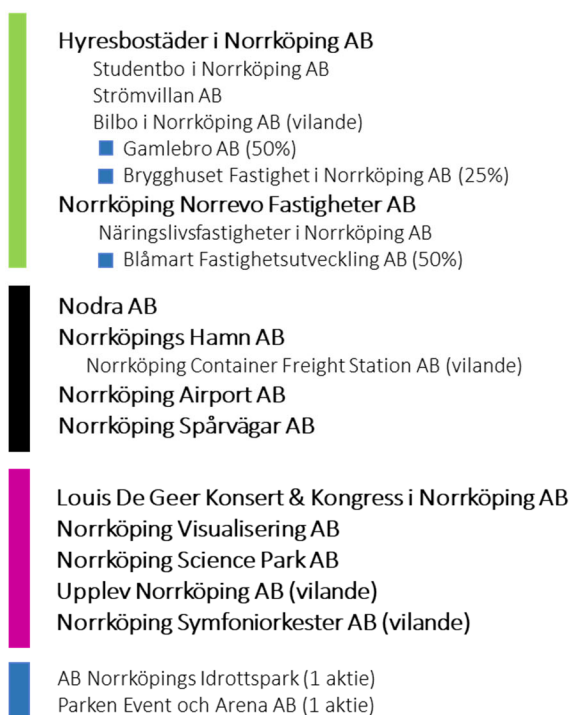 Hyresbostäder i Norrköping AB
Studentbo i Norrköping AB
Strömvillan AB
Bilbo i Norrköping AB (vilande)
Gamlebro AB (50%)
Brygghuset Fastighet i Norrköping AB (25%)
Norrköping Norrevo Fastigheter AB
Näringslivsfastigheter i Norrköping AB
Blåmart Fastighetsutveckling AB (50%)
Nodra AB
Norrköpings Hamn AB
Norrköping Container Freight Station AB (vilande)
Norrköping Airport AB
Norrköping Spårvägar AB
Louis De Geer Konsert & Kongress i Norrköping AB
Norrköping Visualisering AB
Norrköping Science Park AB
Upplev Norrköping AB (vilande)
Norrköping Symfoniorkester AB (vilande)
AB Norrköpings Idrottspark (1 aktie)
Parken Event och Arena AB (1 aktie)